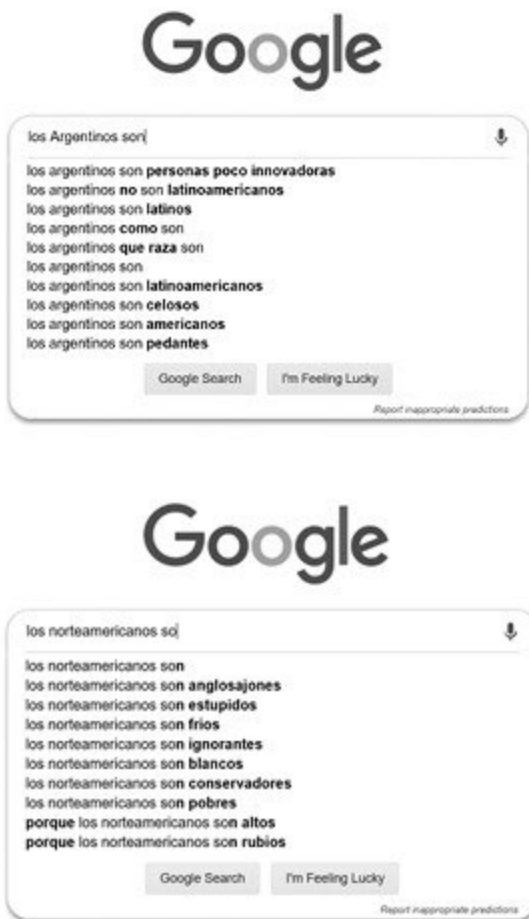 Google
los Argentinos son
los argentinos son personas poco innovadoras
los argentinos no son latinoamericanos
los argentinos son latinos
los argentinos como son
los argentinos que raza son
los argentinos son
los argentinos son latinoamericanos
los argentinos son celosos
los argentinos son americanos
los argentinos son pedantes
Google Search I'm Feeling Lucky
Report inappropriate predictions
Google
los norteamericanos so
los norteamericanos son
los norteamericanos son anglosajones
los norteamericanos son estupidos
los norteamericanos son frios
los norteamericanos son ignorantes
los norteamericanos son blancos
los norteamericanos son conservadores
los norteamericanos son pobres
porque los norteamericanos son altos
porque los norteamericanos son rubios
Google Search I'm Feeling Lucky
Report inappropriate predictions